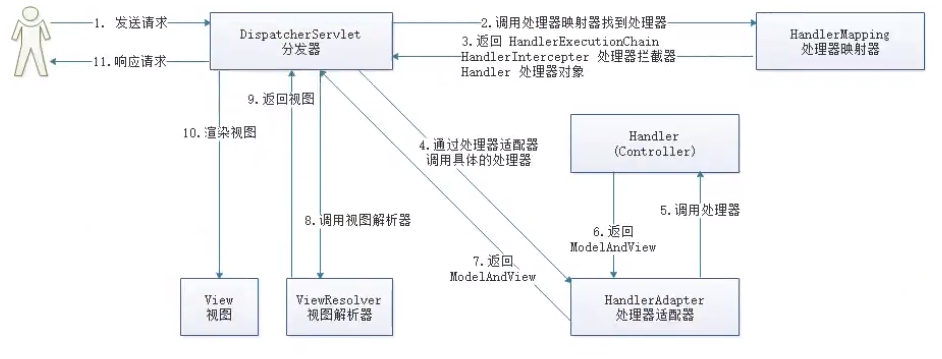 1. 发送请求
11.响应请求
DispatcherServlet
分发器
2.调用处理器映射器找到处理器
3.返回 HandlerExecutionChain
HandlerIntercepter 处理器拦截器
Handler 处理器对象
HandlerMapping
处理器映射器
9.返回视图
10.渲染视图
4.通过处理器适配器
调用具体的处理器
Handler
(Controller)
5.调用处理器
8.调用视图解析器
6.返回
ModelAndView
7.返回
ModelAndView
View
视图
ViewResolver
视图解析器
HandlerAdapter
处理器适配器